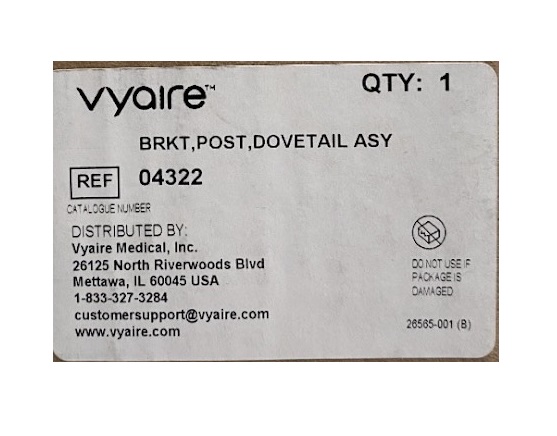 vyaire™
QTY: 1
BRKT,POST,DOVETAIL ASY
REF 04322
CATALOGUE NUMBER
DISTRIBUTED BY:
Vyaire Medical, Inc.
26125 North Riverwoods Blvd
Mettawa, IL 60045 USA
1-833-327-3284
customersupport@vyaire.com
www.vyaire.com
DO NOT USE IF
PACKAGE IS
DAMAGED
26565-001 (B)